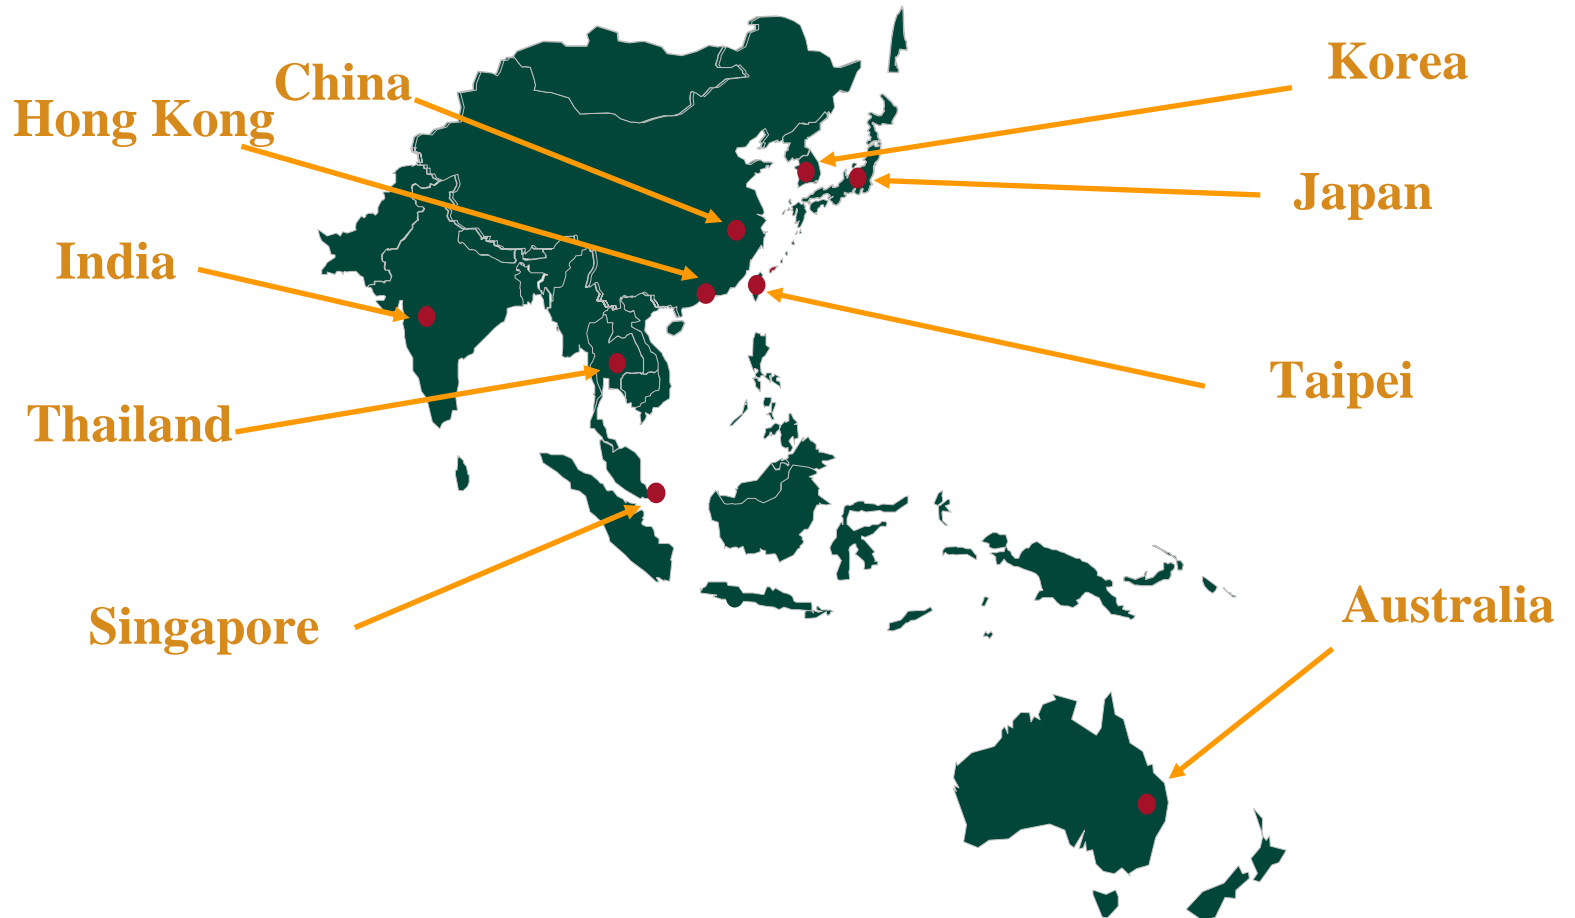 China
Hong Kong
India
Thailand
Singapore
Korea
Japan
Taipei
Australia